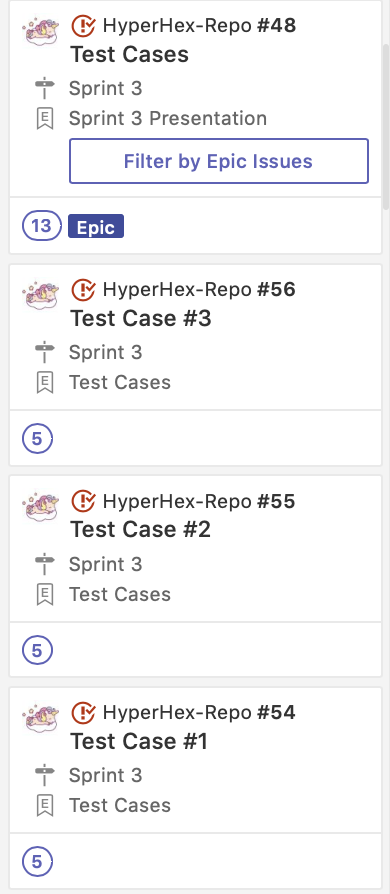 HyperHex-Repo #48
Test Cases
Sprint 3
E Sprint 3 Presentation
Filter by Epic Issues
13 Epic
HyperHex-Repo #56
Test Case #3
Sprint 3
E Test Cases
5
HyperHex-Repo #55
Test Case #2
Sprint 3
E Test Cases
5
HyperHex-Repo #54
Test Case #1
Sprint 3
E Test Cases
5